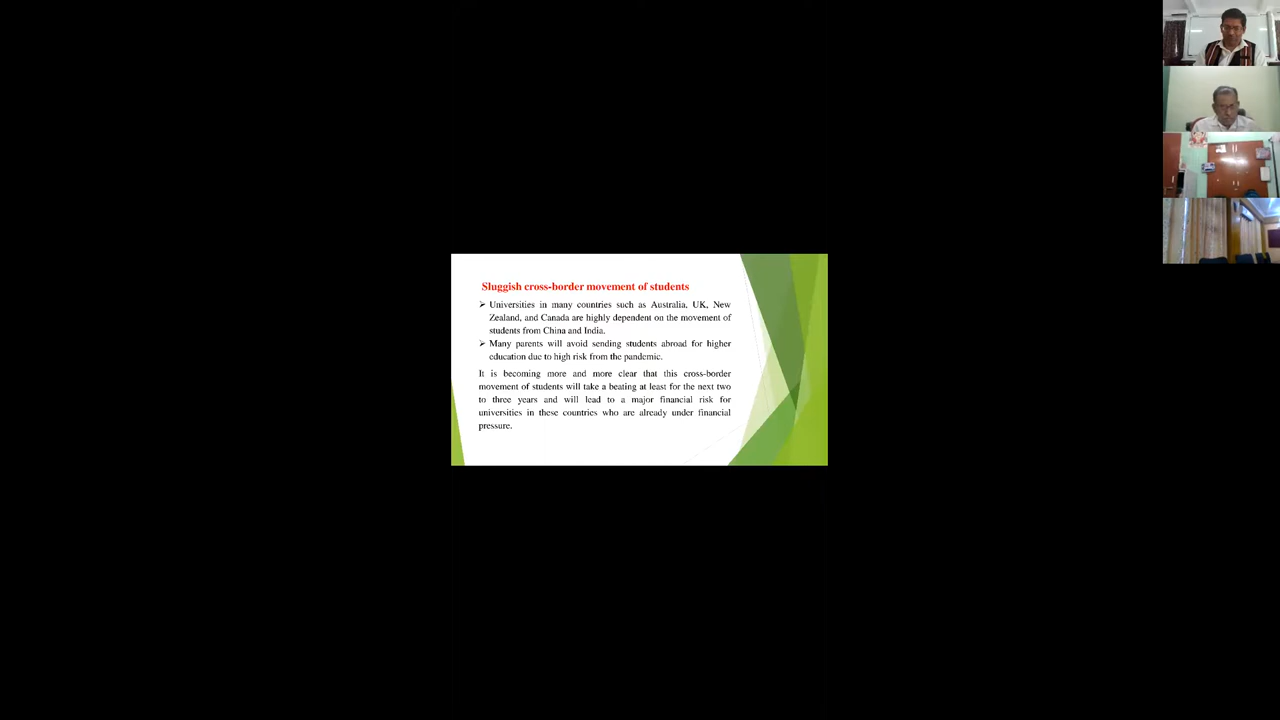 Sluggish cross-border movement of students
➢ Universities in many countries such as Australia, UK, New
Zealand, and Canada are highly dependent on the movement of
students from China and India.
➢ Many parents will avoid sending students abroad for higher
education due to high risk from the pandemic.
It is becoming more and more clear that this cross-border
movement of students will take a beating at least for the next two
to three years and will lead to a major financial risk for
universities in these countries who are already under financial
pressure.